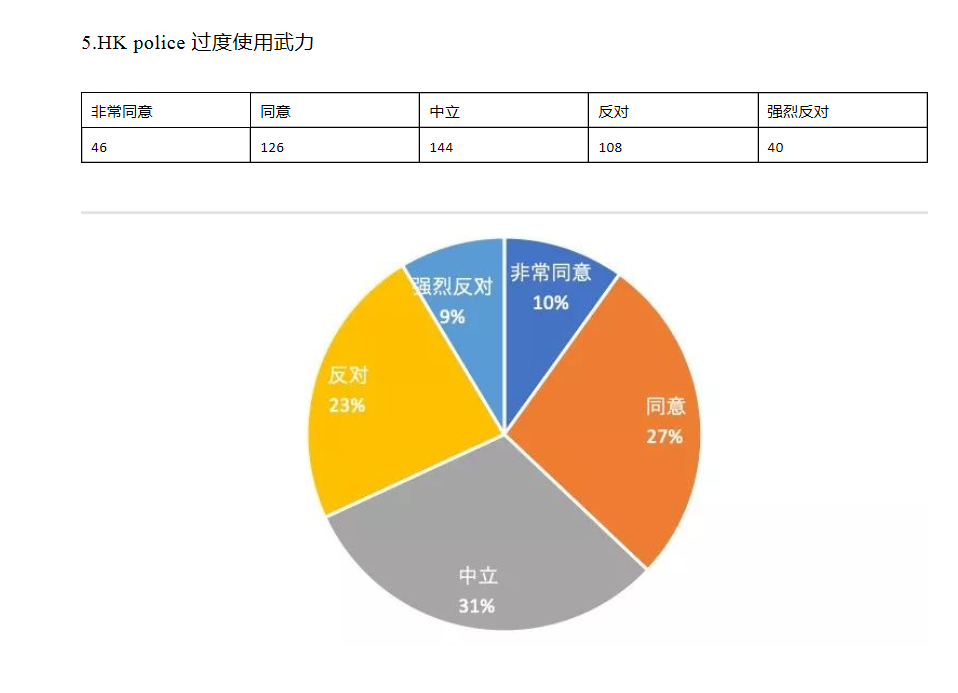 5.HK police 过度使用武力
非常同意 同意 中立 反对 强烈反对
46 126 144 108 40
强烈反对
9%
非常同意
10%
反对
23%
同意
27%
中立
31%